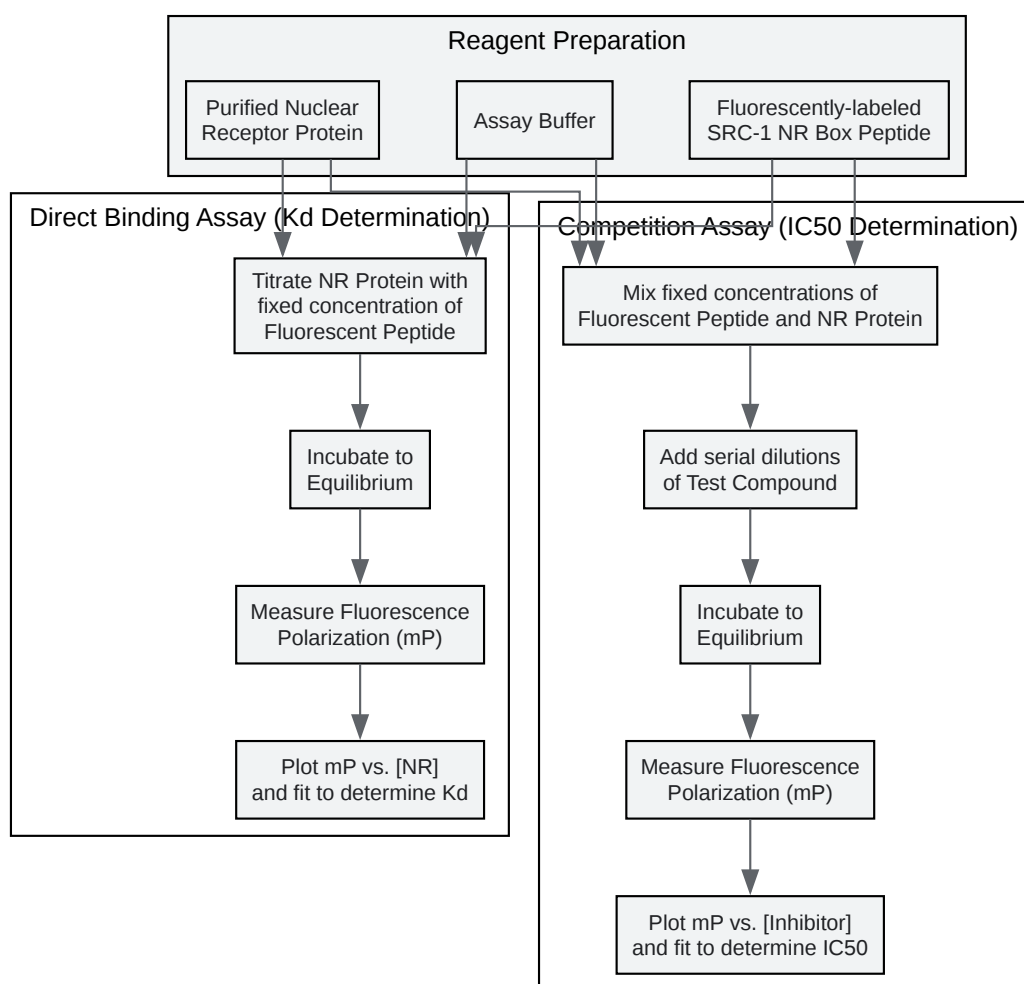 Reagent Preparation
Purified Nuclear
Receptor Protein
Assay Buffer
Fluorescently-labeled
SRC-1 NR Box Peptide
Direct Binding Assay (Kd Determination)
Titrate NR Protein with
fixed concentration of
Fluorescent Peptide
Incubate to
Equilibrium
Measure Fluorescence
Polarization (mP)
Plot mP vs. [NR]
and fit to determine Kd
Competition Assay (IC50 Determination)
Mix fixed concentrations of
Fluorescent Peptide and NR Protein
Add serial dilutions
of Test Compound
Incubate to
Equilibrium
Measure Fluorescence
Polarization (mP)
Plot mP vs. [Inhibitor]
and fit to determine IC50